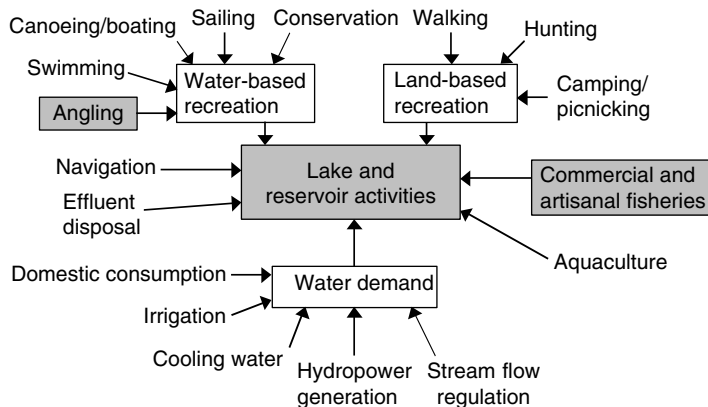 Sailing
Conservation
Walking
Hunting
Canoeing/boating
Swimming
Water-based
recreation
Land-based
recreation
Camping/
picnicking
Angling
Navigation
Lake and
reservoir activities
Commercial and
artisanal fisheries
Effluent
disposal
Aquaculture
Domestic consumption
Water demand
Irrigation
Cooling water
Hydropower
generation
Stream flow
regulation